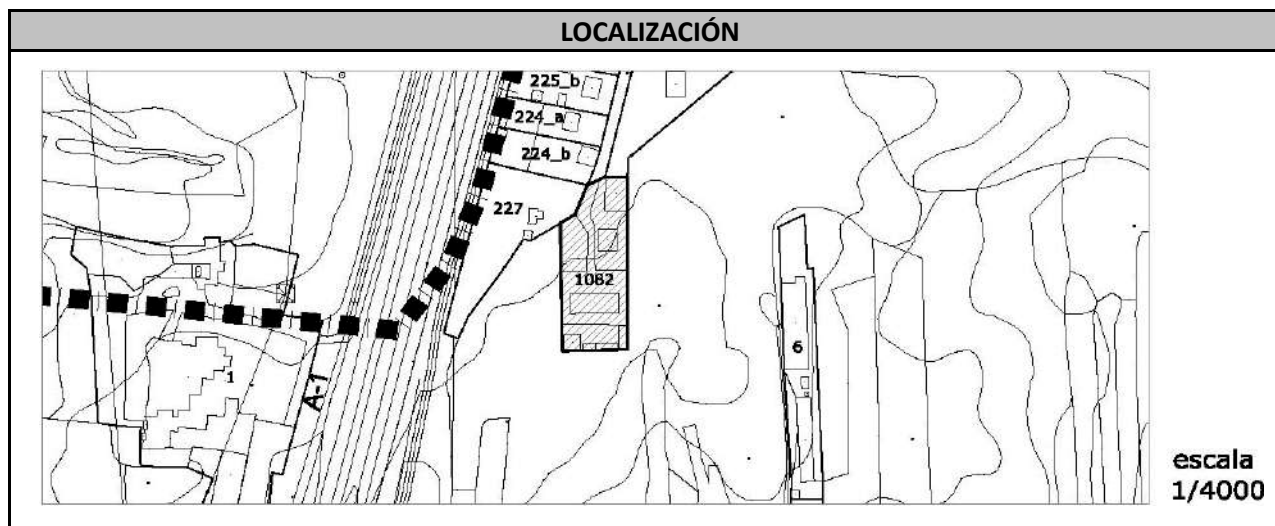 LOCALIZACIÓN
225_b
224_a
224_b
227
1082
6
1
A-1
escala
1/4000